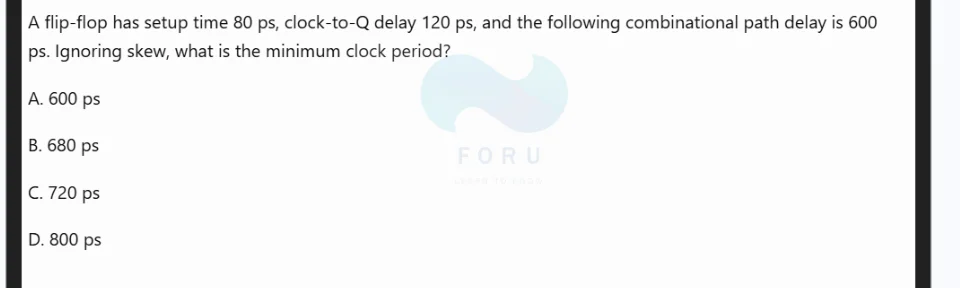 A flip-flop has setup time 80 ps, clock-to-Q delay 120 ps, and the following combinational path delay is 600
ps. Ignoring skew, what is the minimum clock period?
A. 600 ps
B. 680 ps
FORU
C. 720 ps
D. 800 ps